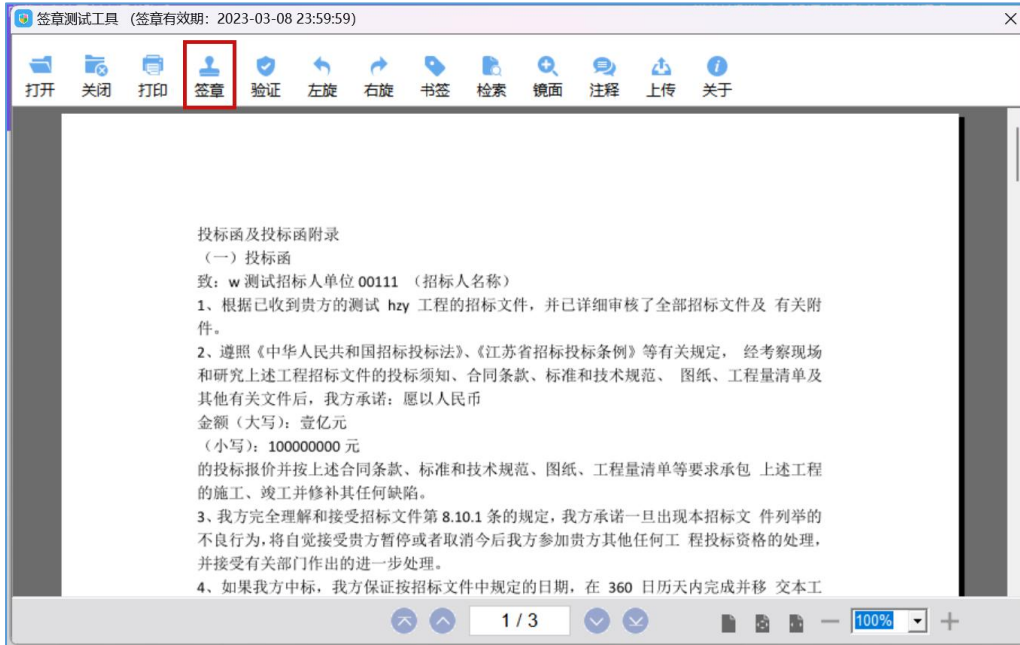 签章测试工具 (签章有效期: 2023-03-08 23:59:59)
打开 关闭 打印 签章 验证 左旋 右旋 书签 检索 镜面 注释 上传 关于
投标函及投标函附录
（一）投标函
致：w 测试招标人单位 00111 （招标人名称）
1、根据已收到贵方的测试 hzy 工程的招标文件，并已详细审核了全部招标文件及 有关附
件。
2、遵照《中华人民共和国招标投标法》、《江苏省招标投标条例》等有关规定， 经考察现场
和研究上述工程招标文件的投标须知、合同条款、标准和技术规范、 图纸、工程量清单及
其他有关文件后，我方承诺：愿以人民币
金额（大写）：壹亿元
（小写）：100000000 元
的投标报价并按上述合同条款、标准和技术规范、图纸、工程量清单等要求承包 上述工程
的施工、竣工并修补其任何缺陷。
3、我方完全理解和接受招标文件第 8.10.1 条的规定，我方承诺一旦出现本招标文 件列举的
不良行为，将自觉接受贵方暂停或者取消今后我方参加贵方其他任何工 程投标资格的处理，
并接受有关部门作出的进一步处理。
4、如果我方中标，我方保证按招标文件中规定的日期，在 360 日历天内完成并移 交本工
1 / 3
100%